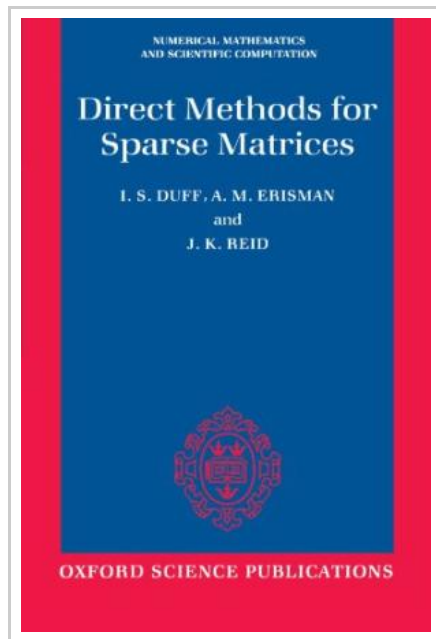 NUMERICAL MATHEMATICS
AND SCIENTIFIC COMPUTATION
Direct Methods for
Sparse Matrices
I. S. DUFF, A. M. ERISMAN
and
J. K. REID
OXFORD SCIENCE PUBLICATIONS